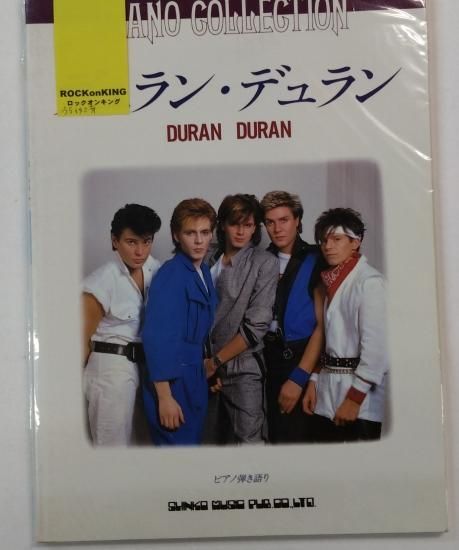 ANO COLLECTION
ROCKonKING
ロックオンキング
ラン・デュラン
DURAN DURAN
ピアノ弾き語り
SHINKO MUSIC PUB. CO., LTD.